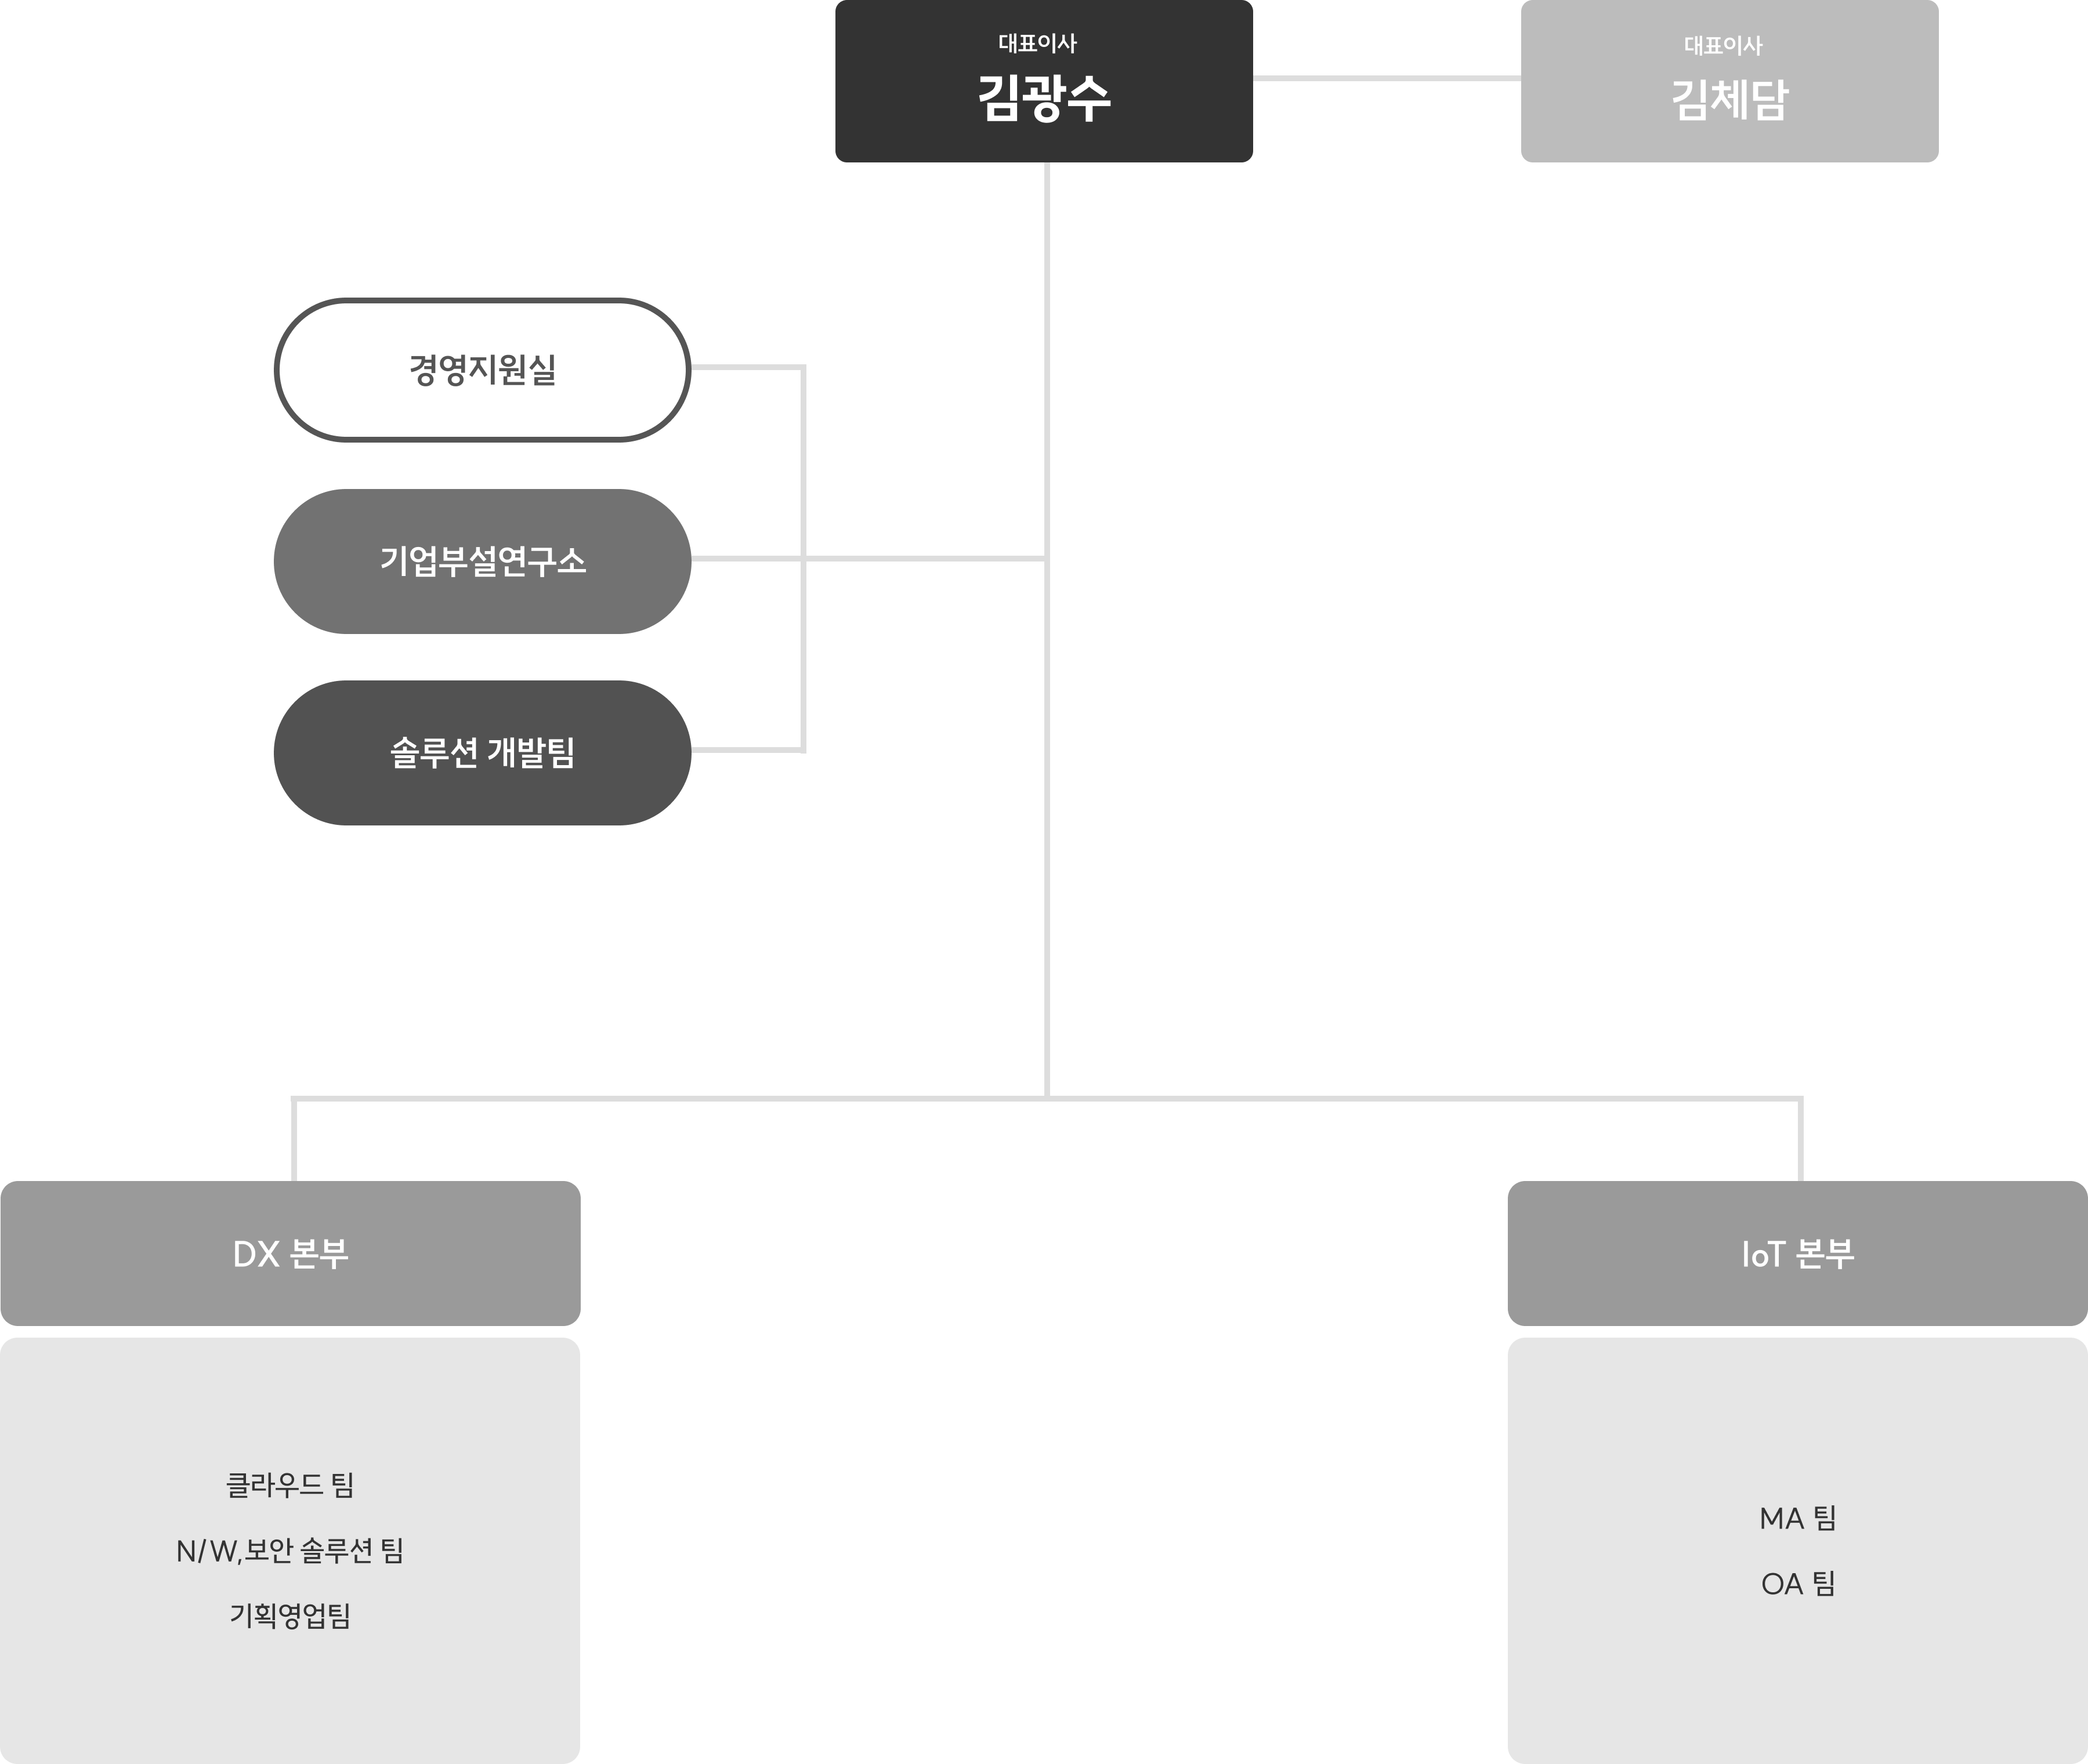 대표이사
김광수
대표이사
김채담
경영지원실
기업부설연구소
솔루션 개발팀
DX 본부
IoT 본부
클라우드 팀
N/W,보안 솔루션 팀
기획영업팀
MA 팀
OA 팀